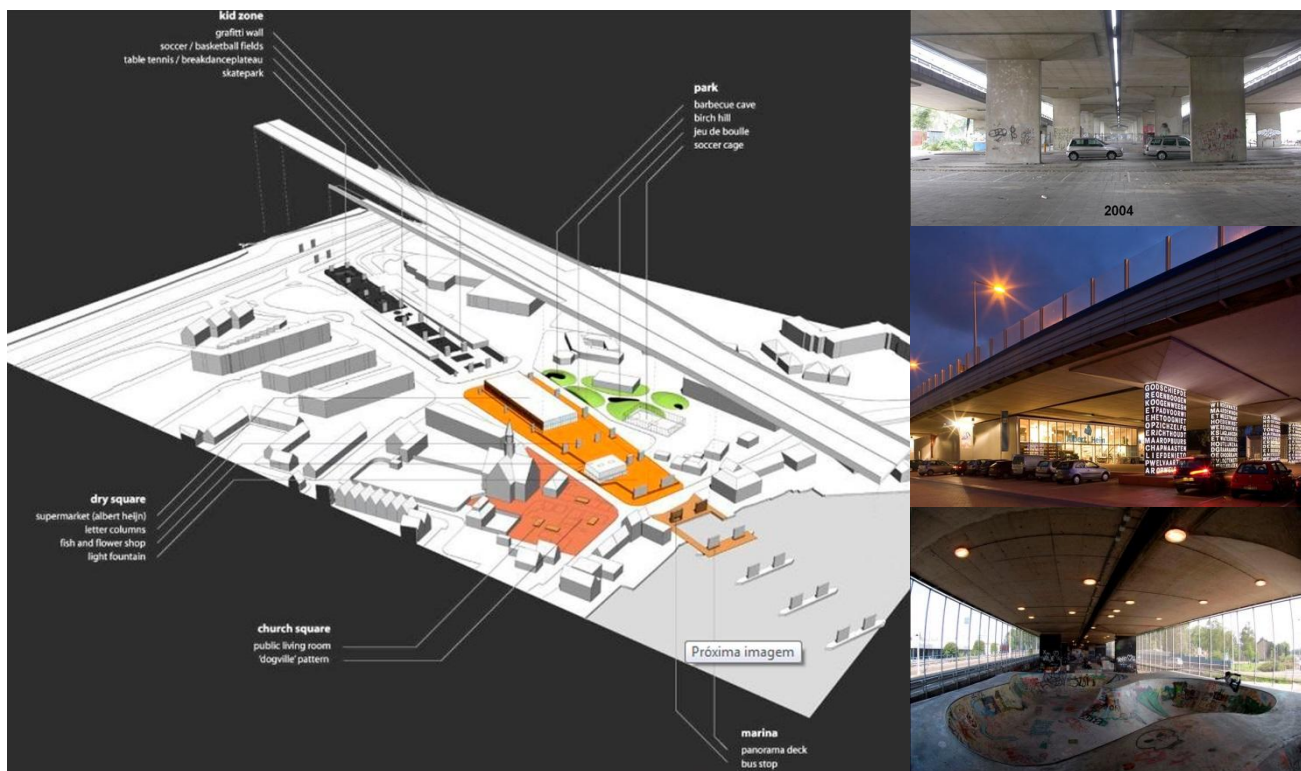 kid zone
grafitti wall
soccer / basketball fields
table tennis / breakdanceplateau
skatepark
park
barbecue cave
birch hill
jeu de boulle
soccer cage
dry square
supermarket (albert heijn)
letter columns
fish and flower shop
light fountain
church square
public living room
'dogville' pattern
Próxima imagem
marina
panorama deck
bus stop
2004